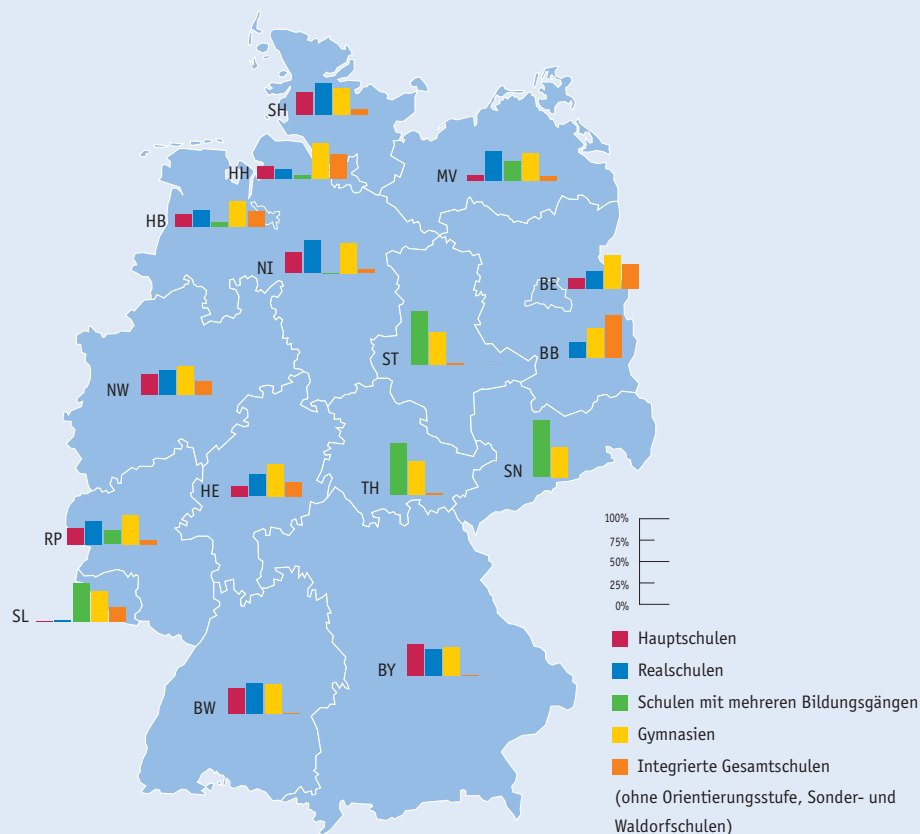 SH
HH
MV
HB
NI
BE
ST
BB
NW
SN
HE
TH
RP
SL
BY
BW
100%
75%
50%
25%
0%
Hauptschulen
Realschulen
Schulen mit mehreren Bildungsgängen
Gymnasien
Integrierte Gesamtschulen
(ohne Orientierungsstufe, Sonder- und
Waldorfschulen)